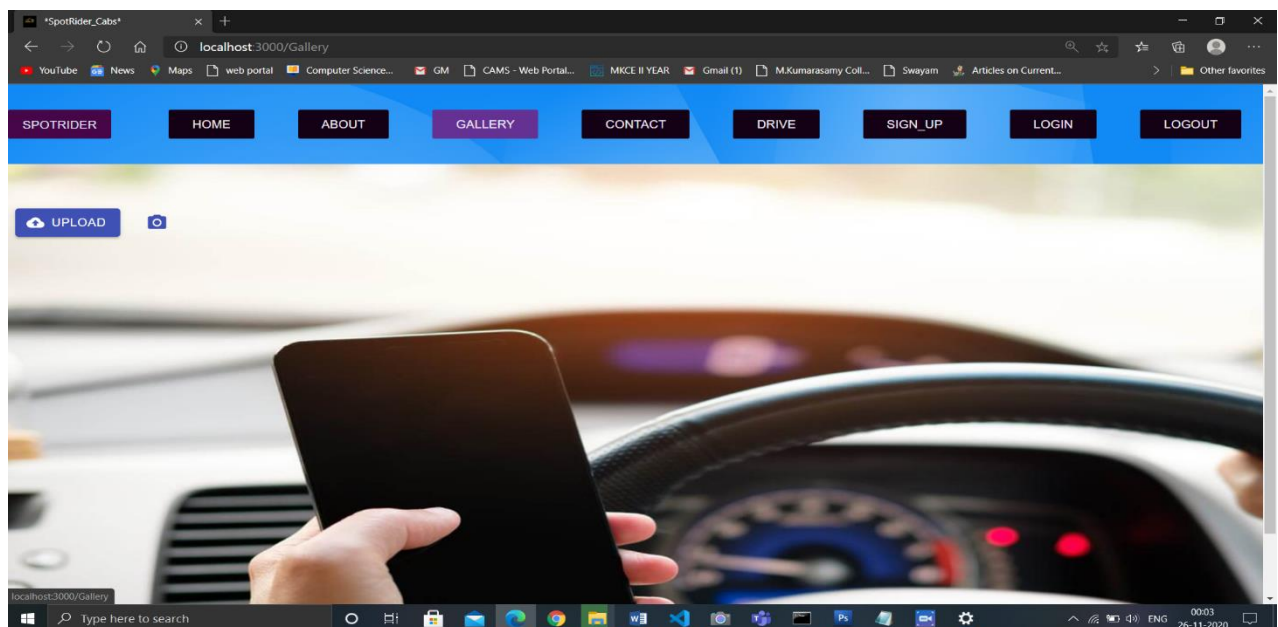 *SpotRider_Cabs*
localhost:3000/Gallery
YouTube News Maps web portal Computer Science... GM CAMS - Web Portal... MKCE II YEAR Gmail (1) M.Kumarasamy Coll... Swayam Articles on Current... Other favorites
SPOTRIDER HOME ABOUT GALLERY CONTACT DRIVE SIGN_UP LOGIN LOGOUT
UPLOAD
localhost:3000/Gallery
Type here to search ENG 00:03
26-11-2020